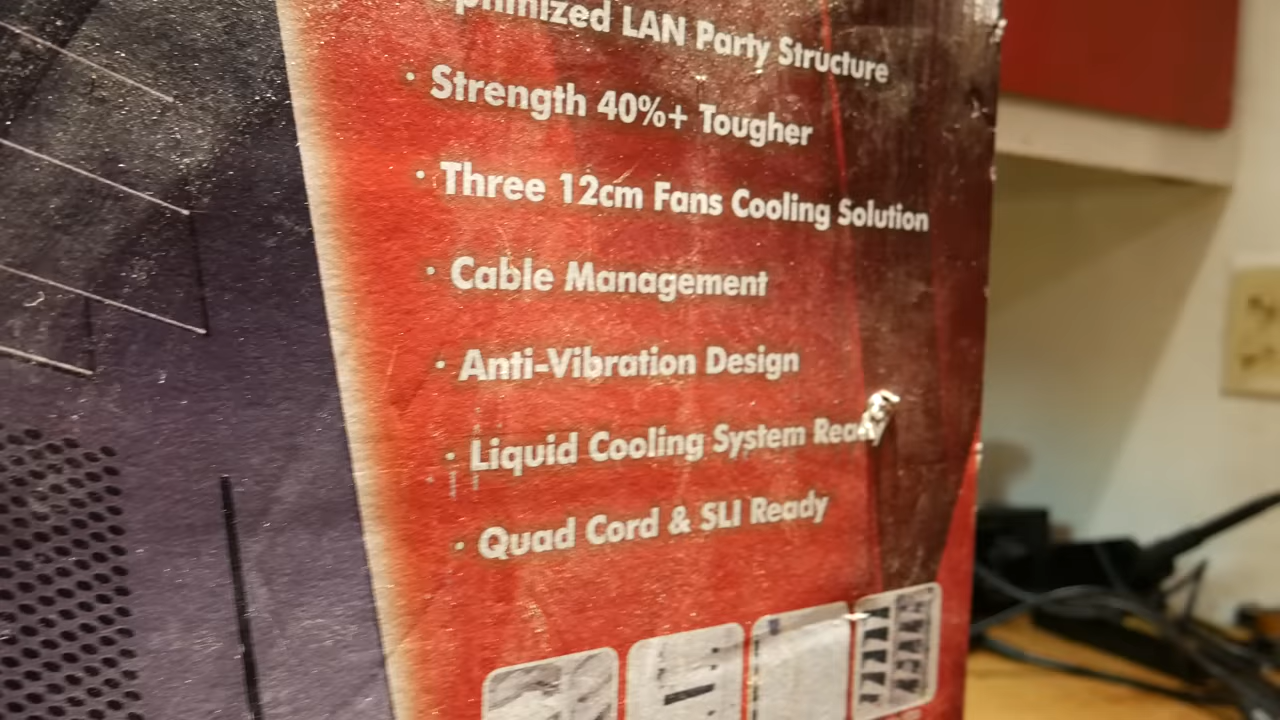 Optimized LAN Party Structure
· Strength 40%+ Tougher
· Three 12cm Fans Cooling Solution
· Cable Management
· Anti-Vibration Design
· Liquid Cooling System Ready
· Quad Cord & SLI Ready